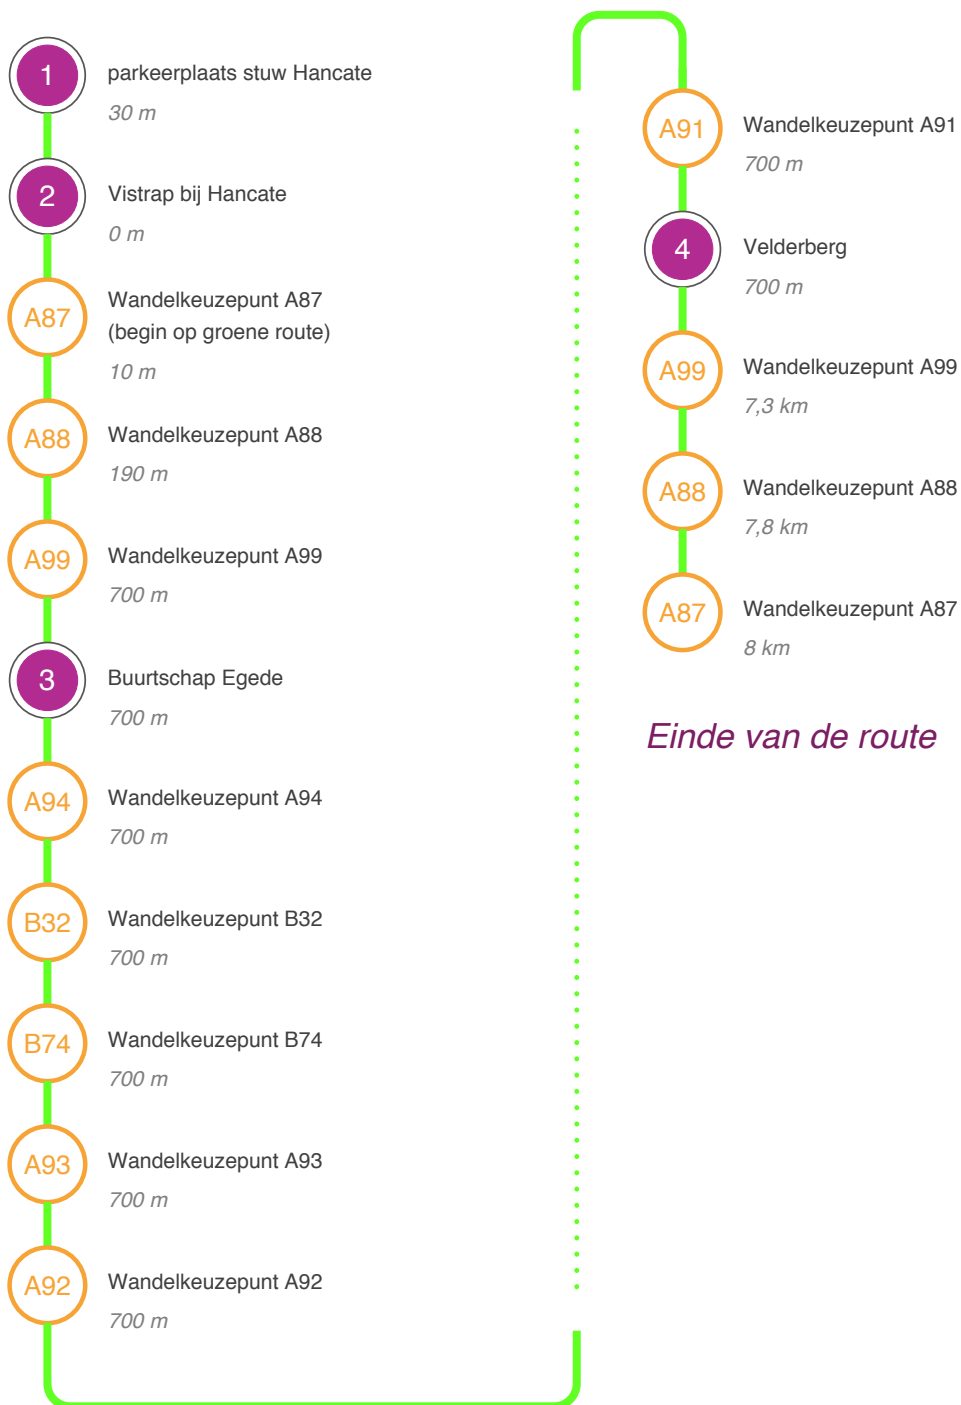 1
parkeerplaats stuw Hancate
30 m
2
Vistrap bij Hancate
0 m
A87
Wandelkeuzepunt A87
(begin op groene route)
10 m
A88
Wandelkeuzepunt A88
190 m
A99
Wandelkeuzepunt A99
700 m
3
Buurtschap Egede
700 m
A94
Wandelkeuzepunt A94
700 m
B32
Wandelkeuzepunt B32
700 m
B74
Wandelkeuzepunt B74
700 m
A93
Wandelkeuzepunt A93
700 m
A92
Wandelkeuzepunt A92
700 m
A91
Wandelkeuzepunt A91
700 m
4
Velderberg
700 m
A99
Wandelkeuzepunt A99
7,3 km
A88
Wandelkeuzepunt A88
7,8 km
A87
Wandelkeuzepunt A87
8 km
Einde van de route